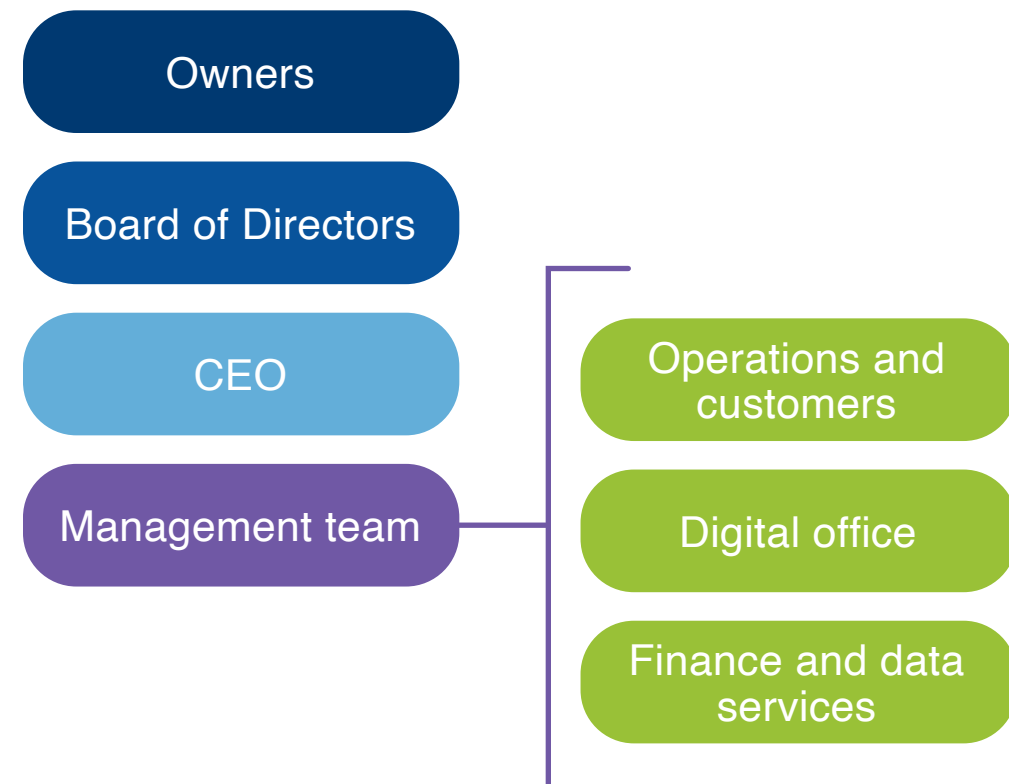 Owners
Board of Directors
CEO
Management team
Operations and
customers
Digital office
Finance and data
services